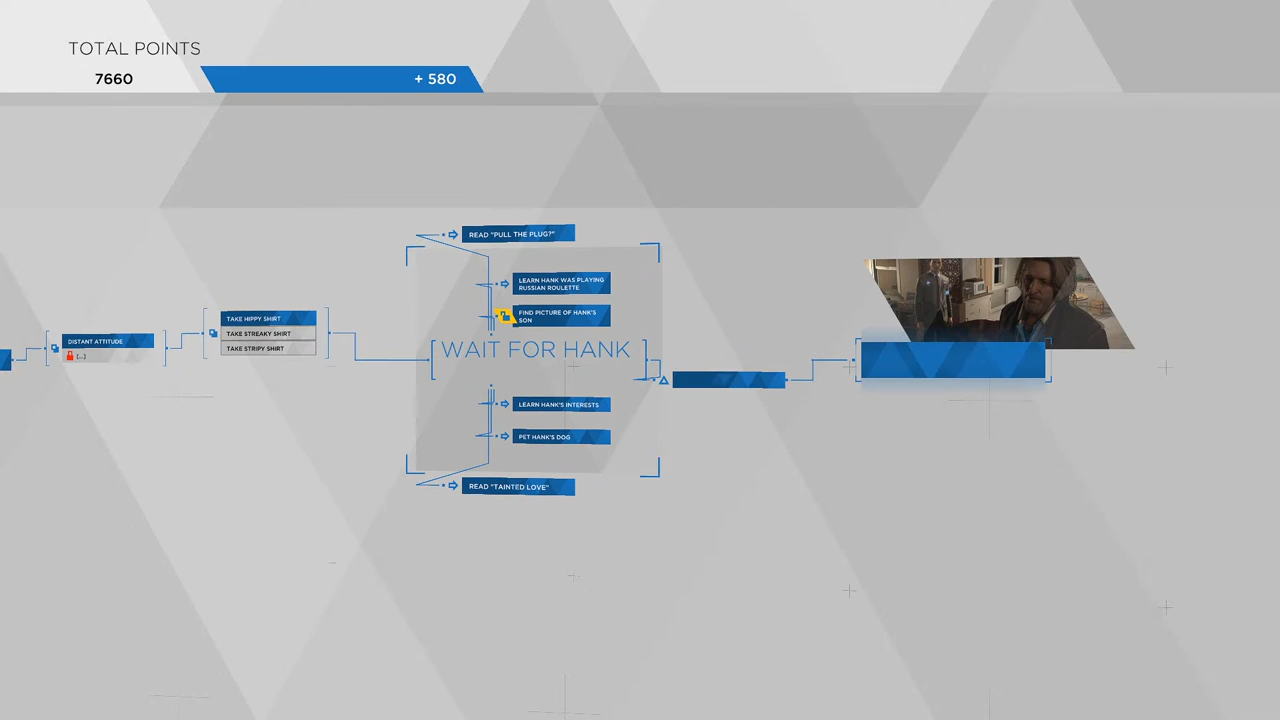 TOTAL POINTS
7660
+ 580
DISTANT ATTITUDE
[...]
TAKE HIPPY SHIRT
TAKE STREAKY SHIRT
TAKE STRIPY SHIRT
READ "PULL THE PLUG?"
LEARN HANK WAS PLAYING
RUSSIAN ROULETTE
FIND PICTURE OF HANK'S
SON
WAIT FOR HANK
LEARN HANK'S INTERESTS
PET HANK'S DOG
READ "TAINTED LOVE"